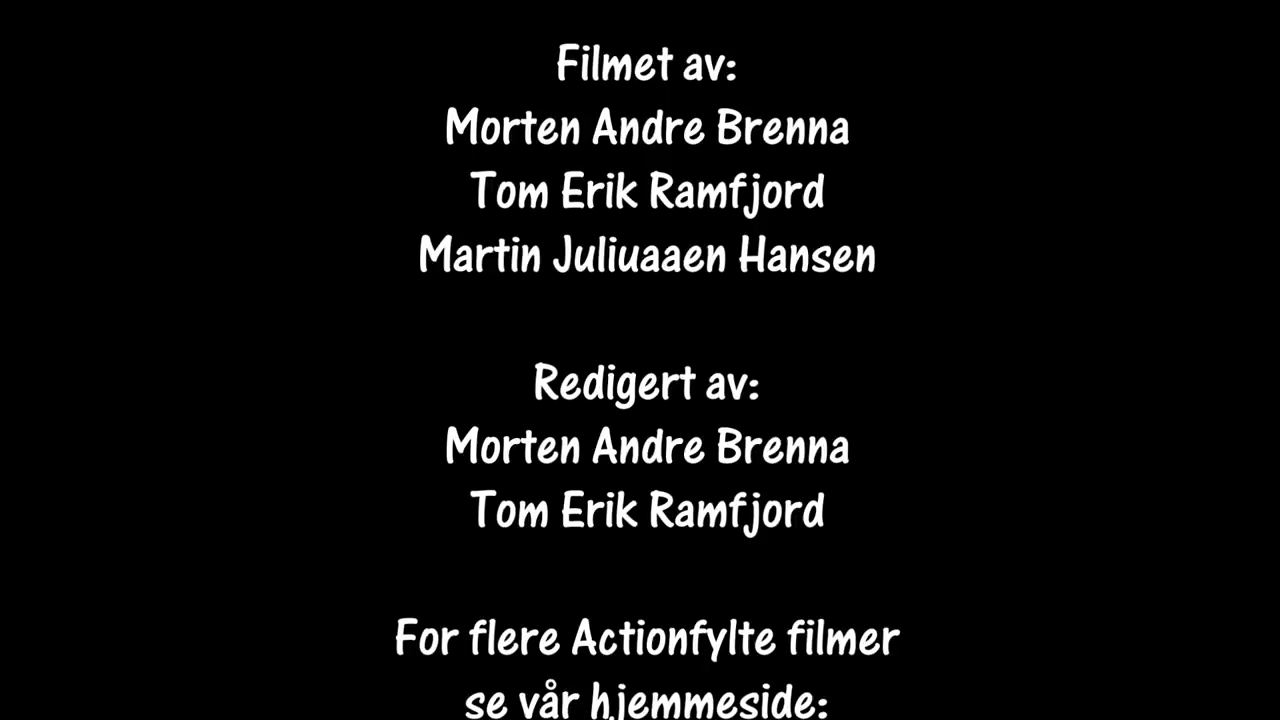 Filmet av:
Morten Andre Brenna
Tom Erik Ramfjord
Martin Juliuaaen Hansen
Redigert av:
Morten Andre Brenna
Tom Erik Ramfjord
For flere Actionfylte filmer
se vår hjemmeside: